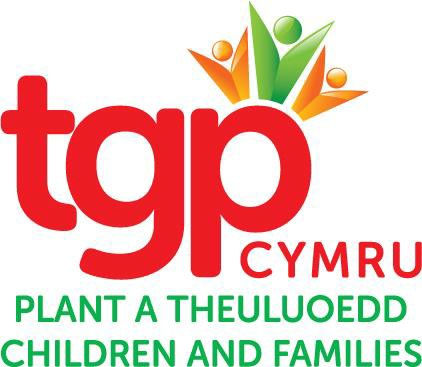 tgp
CYMRU
PLANT A THEULUOEDD
CHILDREN AND FAMILIES